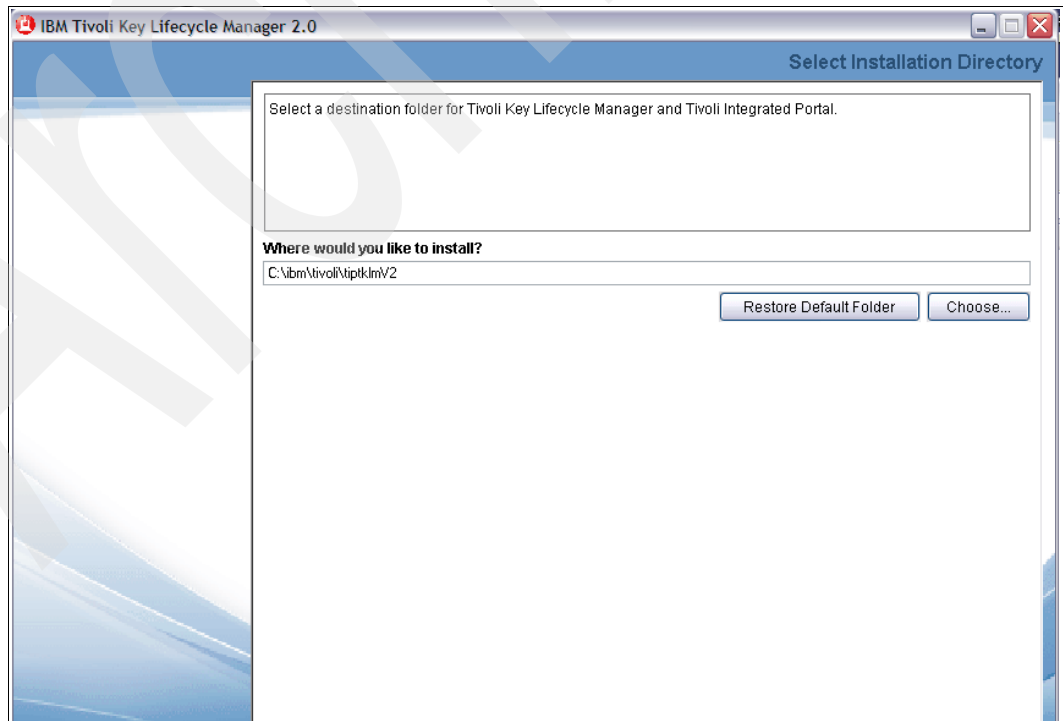 IBM Tivoli Key Lifecycle Manager 2.0
Select Installation Directory
Select a destination folder for Tivoli Key Lifecycle Manager and Tivoli Integrated Portal.
Where would you like to install?
C:\ibm\tivoli\tiptklmV2
Restore Default Folder
Choose...